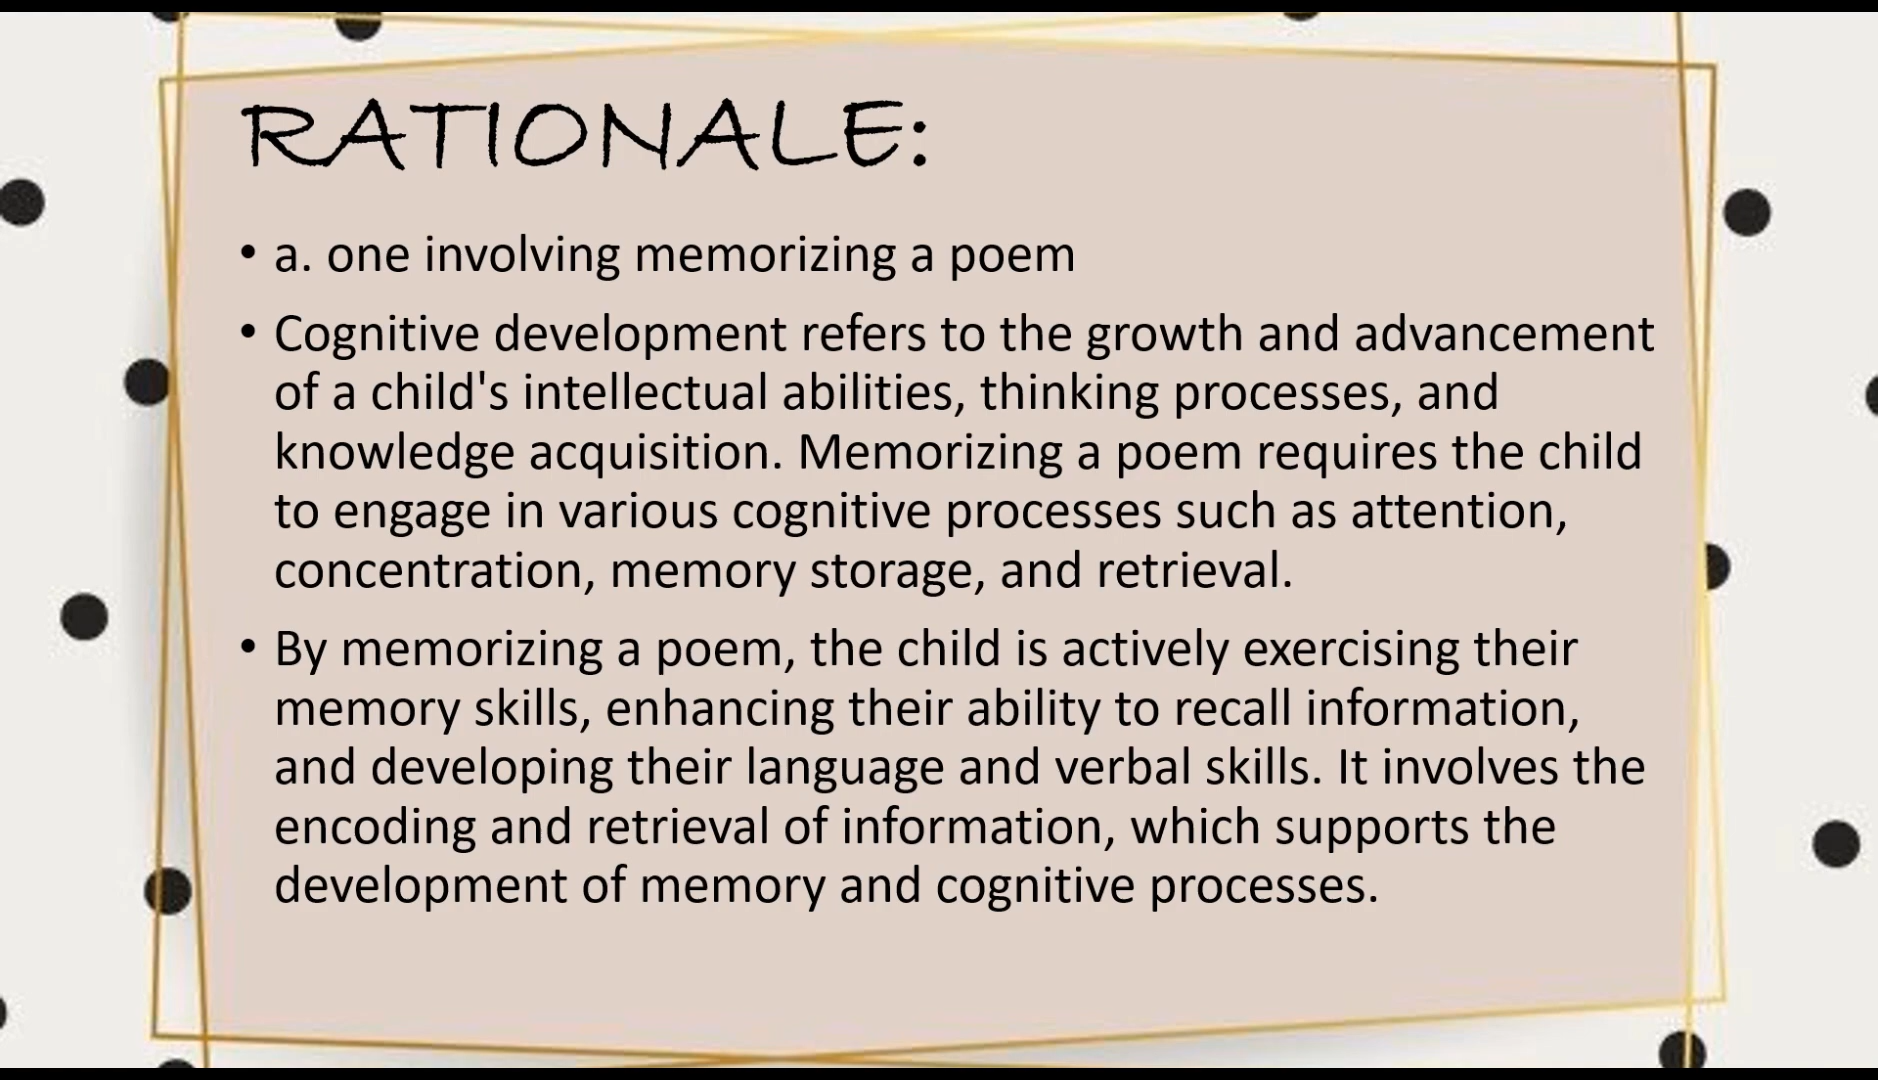 RATIONALE:
• a. one involving memorizing a poem
• Cognitive development refers to the growth and advancement
of a child's intellectual abilities, thinking processes, and
knowledge acquisition. Memorizing a poem requires the child
to engage in various cognitive processes such as attention,
concentration, memory storage, and retrieval.
• By memorizing a poem, the child is actively exercising their
memory skills, enhancing their ability to recall information,
and developing their language and verbal skills. It involves the
encoding and retrieval of information, which supports the
development of memory and cognitive processes.